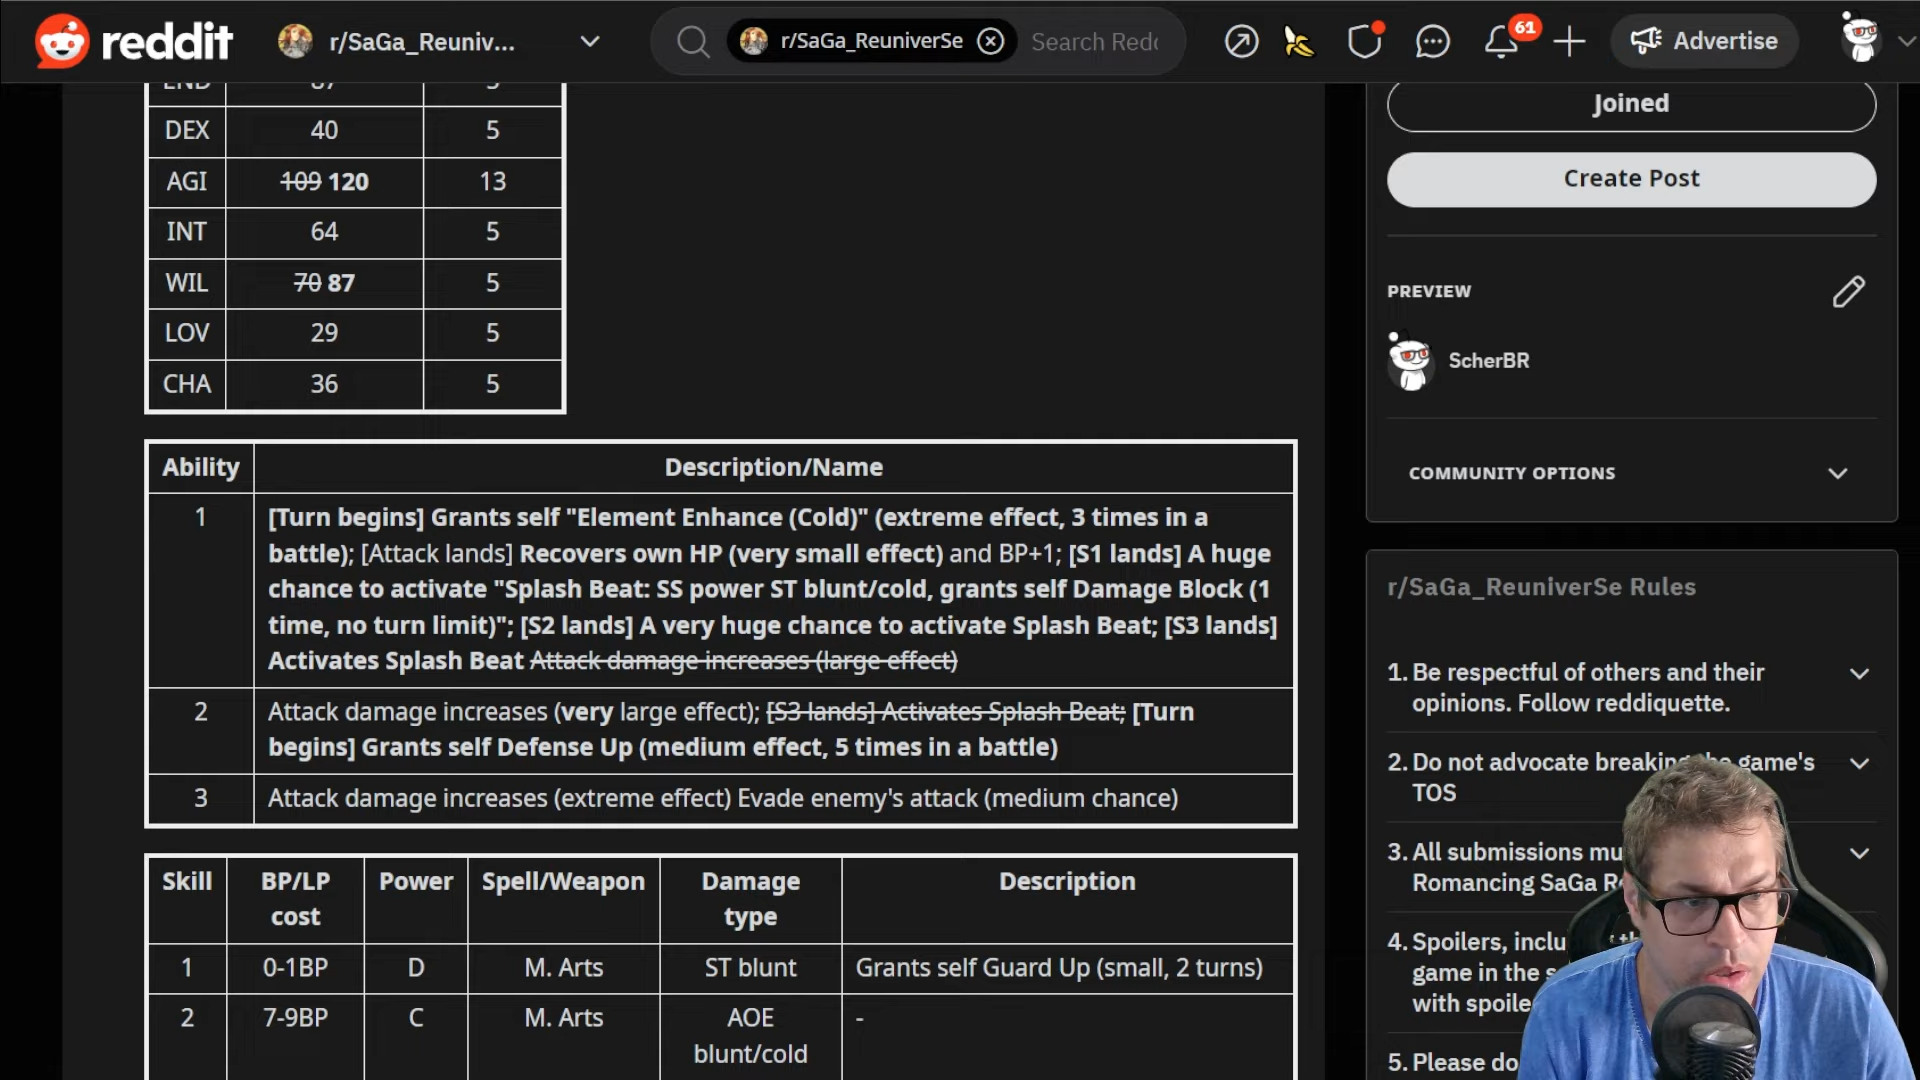 reddit
r/SaGa_Reuniv...
r/SaGa_ReuniverSe
Search Redd
61
Advertise
END 87 5
DEX 40 5
AGI 109 120 13
INT 64 5
WIL 70 87 5
LOV 29 5
CHA 36 5
Ability Description/Name
1
[Turn begins] Grants self "Element Enhance (Cold)" (extreme effect, 3 times in a
battle); [Attack lands] Recovers own HP (very small effect) and BP+1; [S1 lands] A huge
chance to activate "Splash Beat: SS power ST blunt/cold, grants self Damage Block (1
time, no turn limit)"; [S2 lands] A very huge chance to activate Splash Beat; [S3 lands]
Activates Splash Beat Attack damage increases (large effect)
2
Attack damage increases (very large effect); [S3 lands] Activates Splash Beat; [Turn
begins] Grants self Defense Up (medium effect, 5 times in a battle)
3 Attack damage increases (extreme effect) Evade enemy's attack (medium chance)
Skill BP/LP cost Power Spell/Weapon Damage type Description
1 0-1BP D M. Arts ST blunt Grants self Guard Up (small, 2 turns)
2 7-9BP C M. Arts AOE blunt/cold -
Joined
Create Post
PREVIEW
ScherBR
COMMUNITY OPTIONS
r/SaGa_ReuniverSe Rules
1. Be respectful of others and their
opinions. Follow reddiquette.
2. Do not advocate breaking the game's
TOS
3. All submissions mu
Romancing SaGa R
4. Spoilers, inclu
game in the s
with spoile
5. Please do